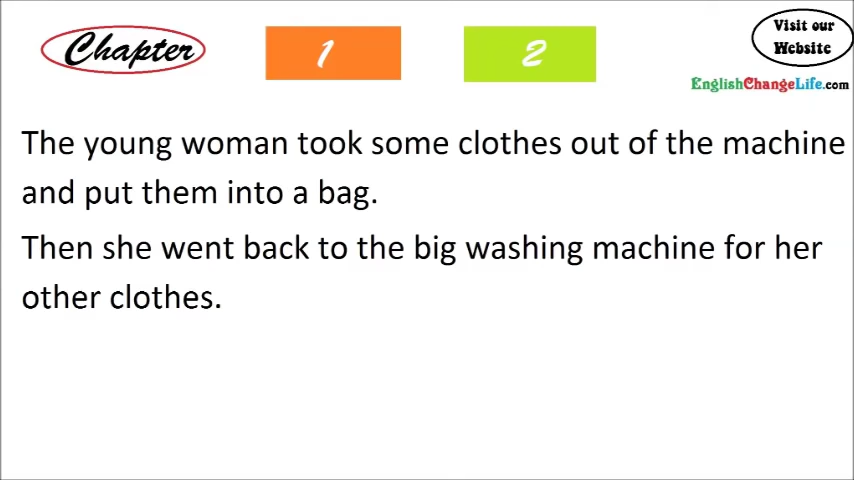 Chapter
1
2
Visit our
Website
EnglishChangeLife.com
The young woman took some clothes out of the machine
and put them into a bag.
Then she went back to the big washing machine for her
other clothes.